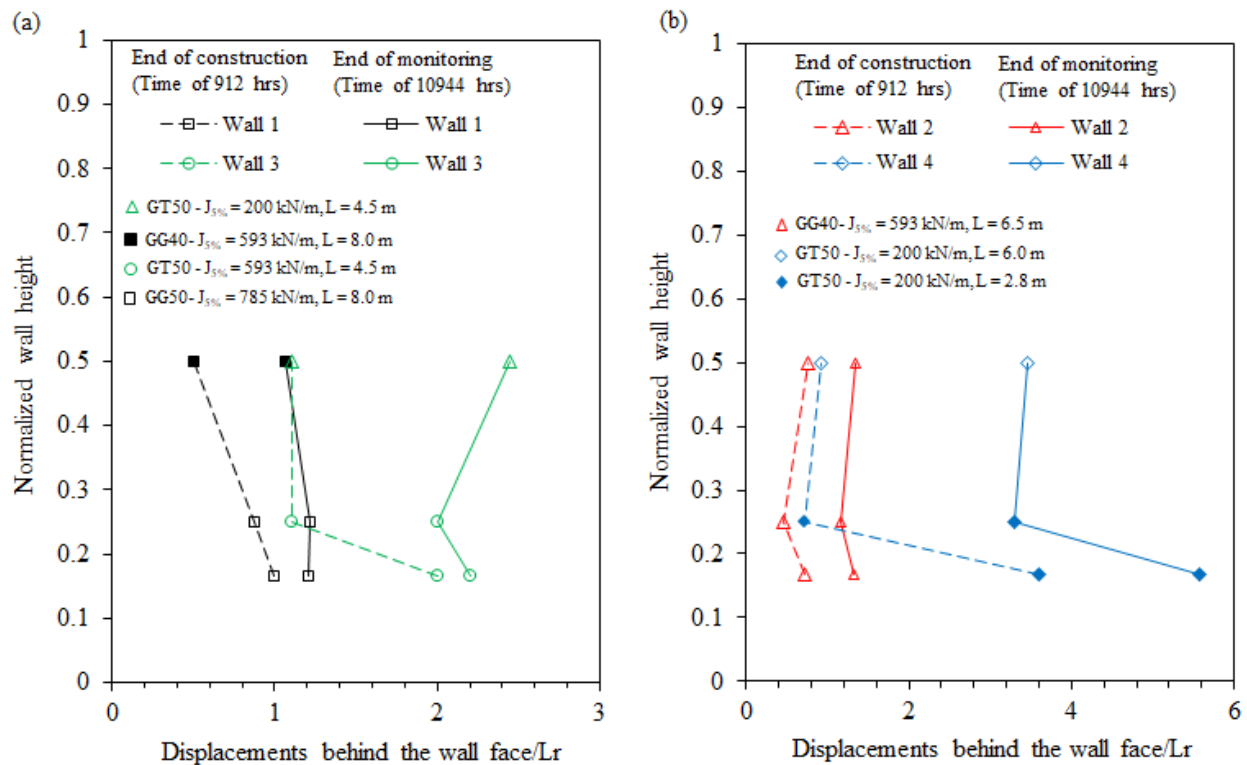 (a)
1
0.9
0.8
0.7
0.6
0.5
0.4
0.3
0.2
0.1
0
Normalized wall height
End of construction
(Time of 912 hrs)
End of monitoring
(Time of 10944 hrs)
Wall 1
Wall 1
Wall 3
Wall 3
GT50 - J5% = 200 kN/m, L = 4.5 m
GG40- J5% = 593 kN/m, L = 8.0 m
GT50 - J5% = 593 kN/m, L = 4.5 m
GG50- J5% = 785 kN/m, L = 8.0 m
0 1 2 3
Displacements behind the wall face/Lr
(b)
1
0.9
0.8
0.7
0.6
0.5
0.4
0.3
0.2
0.1
0
Normalized wall height
End of construction
(Time of 912 hrs)
End of monitoring
(Time of 10944 hrs)
Wall 2
Wall 2
Wall 4
Wall 4
GG40- J5% = 593 kN/m, L = 6.5 m
GT50 - J5% = 200 kN/m, L = 6.0 m
GT50 - J5% = 200 kN/m, L = 2.8 m
0 2 4 6
Displacements behind the wall face/Lr